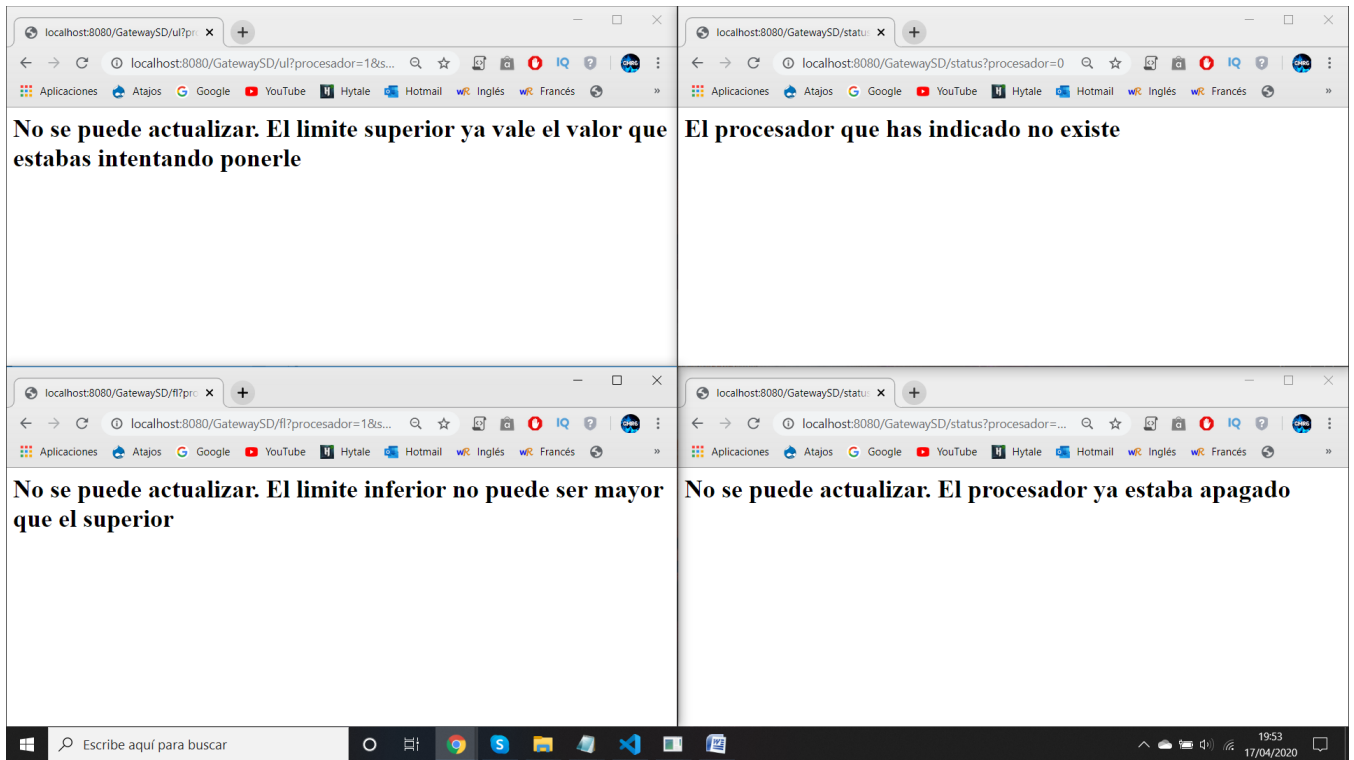 localhost:8080/GatewaySD/ul?pr
localhost:8080/GatewaySD/ul?procesador=1&s...
Aplicaciones Atajos Google YouTube Hytale Hotmail Inglés Francés »
No se puede actualizar. El limite superior ya vale el valor que
estabas intentando ponerle
localhost:8080/GatewaySD/status
localhost:8080/GatewaySD/status?procesador=0
Aplicaciones Atajos Google YouTube Hytale Hotmail Inglés Francés »
El procesador que has indicado no existe
localhost:8080/GatewaySD/fl?pro
localhost:8080/GatewaySD/fl?procesador=1&s...
Aplicaciones Atajos Google YouTube Hytale Hotmail Inglés Francés »
No se puede actualizar. El limite inferior no puede ser mayor
que el superior
localhost:8080/GatewaySD/status
localhost:8080/GatewaySD/status?procesador=...
Aplicaciones Atajos Google YouTube Hytale Hotmail Inglés Francés »
No se puede actualizar. El procesador ya estaba apagado
Escribe aquí para buscar
19:53
17/04/2020